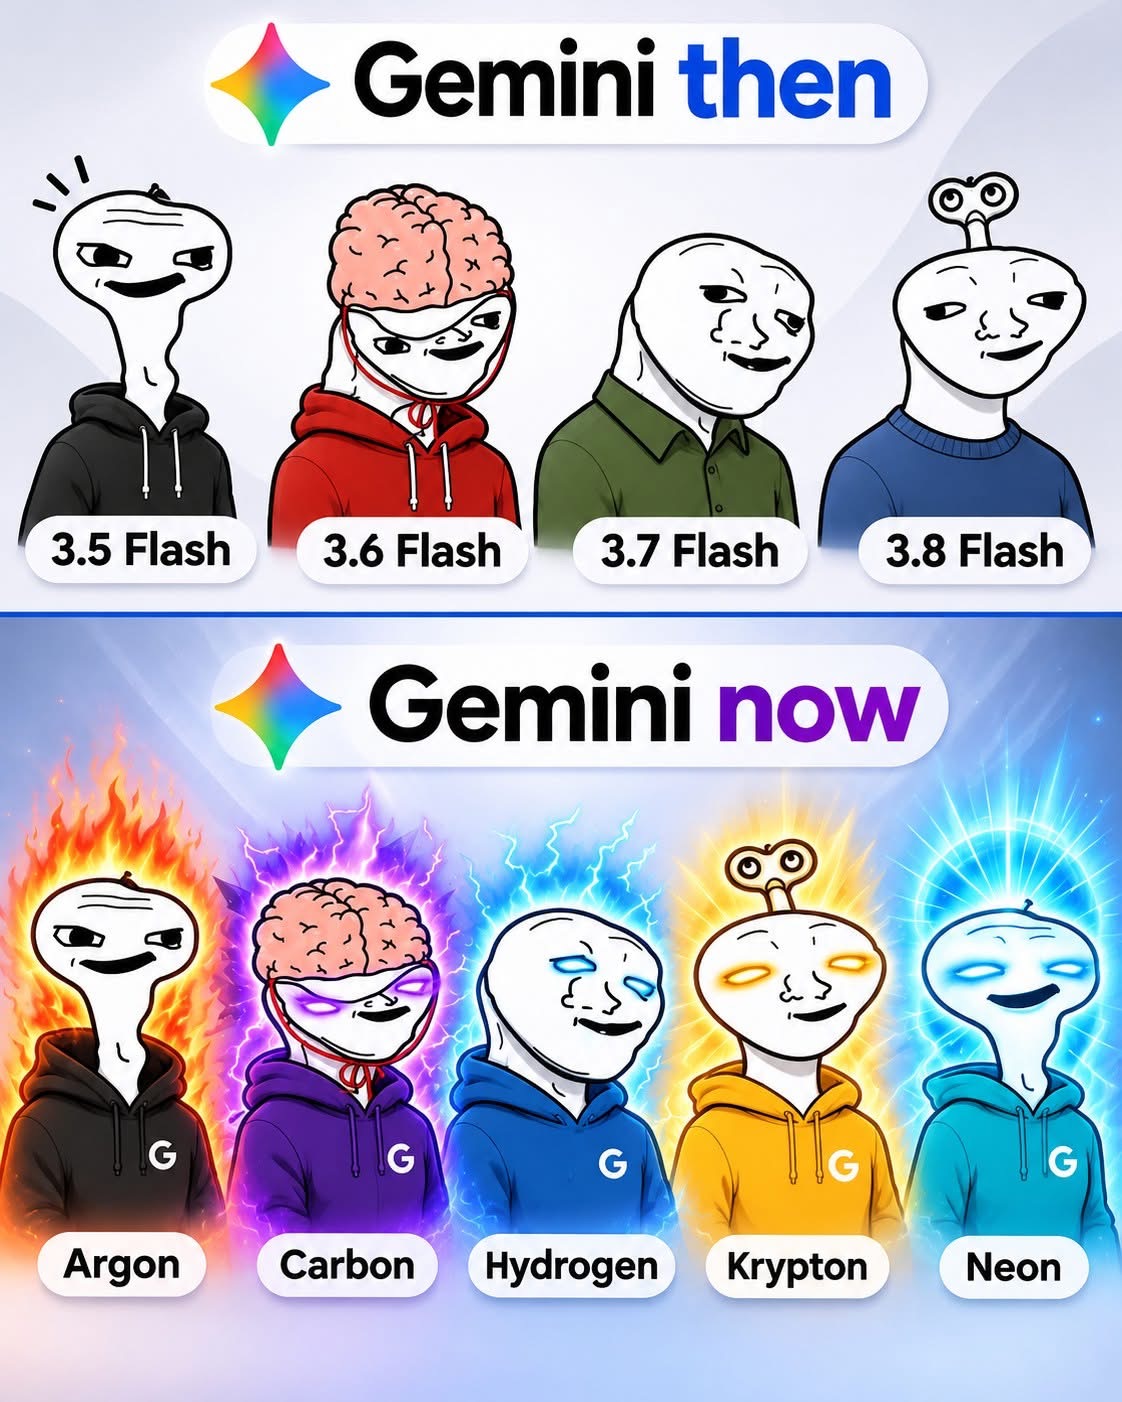 Gemini then
3.5 Flash
3.6 Flash
3.7 Flash
3.8 Flash
Gemini now
G
G
G
G
G
Argon
Carbon
Hydrogen
Krypton
Neon